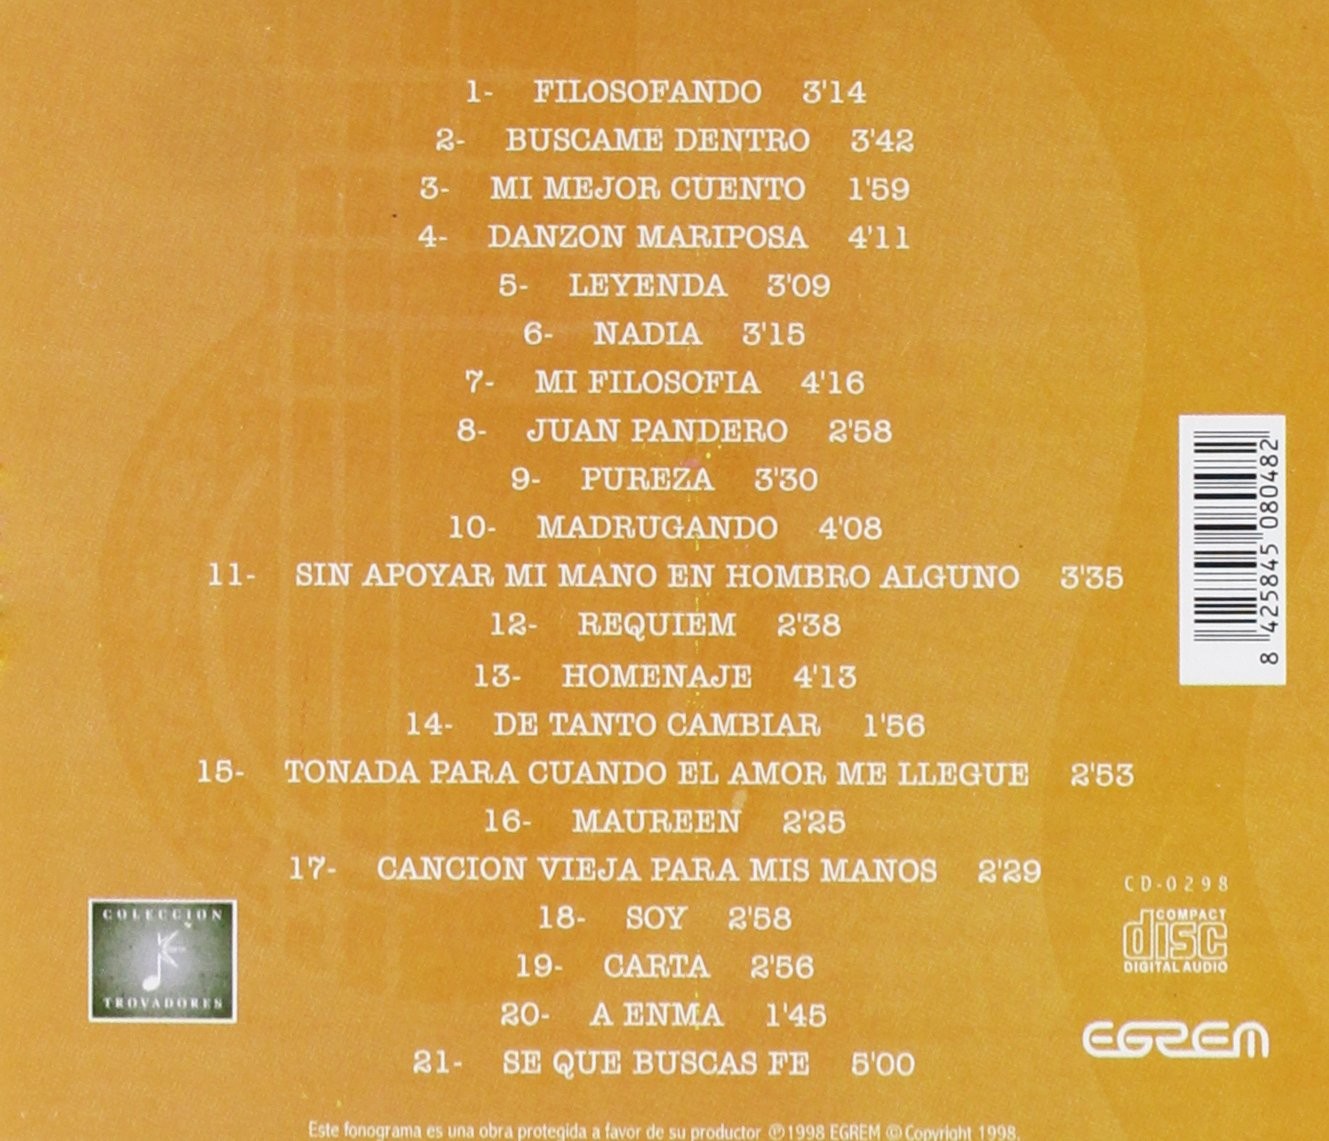 1- FILOSOFANDO 3'14
2- BUSCAME DENTRO 3'42
3- MI MEJOR CUENTO 1'59
4- DANZON MARIPOSA 4'11
5- LEYENDA 3'09
6- NADIA 3'15
7- MI FILOSOFIA 4'16
8- JUAN PANDERO 2'58
9- PUREZA 3'30
10- MADRUGANDO 4'08
11- SIN APOYAR MI MANO EN HOMBRO ALGUNO 3'35
12- REQUIEM 2'38
13- HOMENAJE 4'13
14- DE TANTO CAMBIAR 1'56
15- TONADA PARA CUANDO EL AMOR ME LLEGUE 2'53
16- MAUREEN 2'25
17- CANCION VIEJA PARA MIS MANOS 2'29
18- SOY 2'58
19- CARTA 2'56
20- A ENMA 1'45
21- SE QUE BUSCAS FE 5'00
8 425845 080482
COLECCION
TROVADORES
CD-0298
COMPACT
disc
DIGITAL AUDIO
EGREM
Este fonograma es una obra protegida a favor de su productor ℗1998 EGREM ©Copyright 1998.